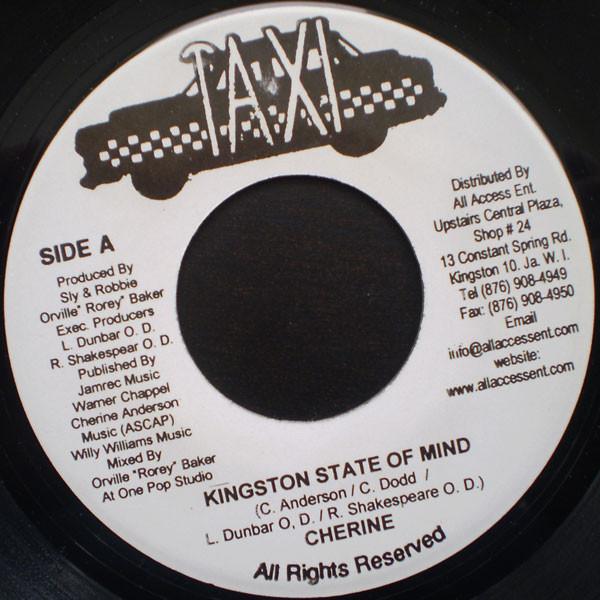 TAXI
SIDE A
Produced By
Sly & Robbie
Orville" Rorey" Baker
Exec. Producers
L. Dunbar O. D.
R. Shakespear O. D.
Published By
Jamrec Music
Warner Chappel
Cherine Anderson
Music (ASCAP)
Willy Williams Music
Mixed By
Orville "Rorey" Baker
At One Pop Studio
Distributed By
All Access Ent.
Upstairs Central Plaza,
Shop # 24
13 Constant Spring Rd.
Kingston 10. Ja. W. I.
Tel (876) 908-4949
Fax: (876) 908-4950
Email
info@allaccessent.com
website:
www.allaccessent.com
KINGSTON STATE OF MIND
(C. Anderson / C. Dodd /
L. Dunbar O, D. / R. Shakespeare O. D.)
CHERINE
All Rights Reserved